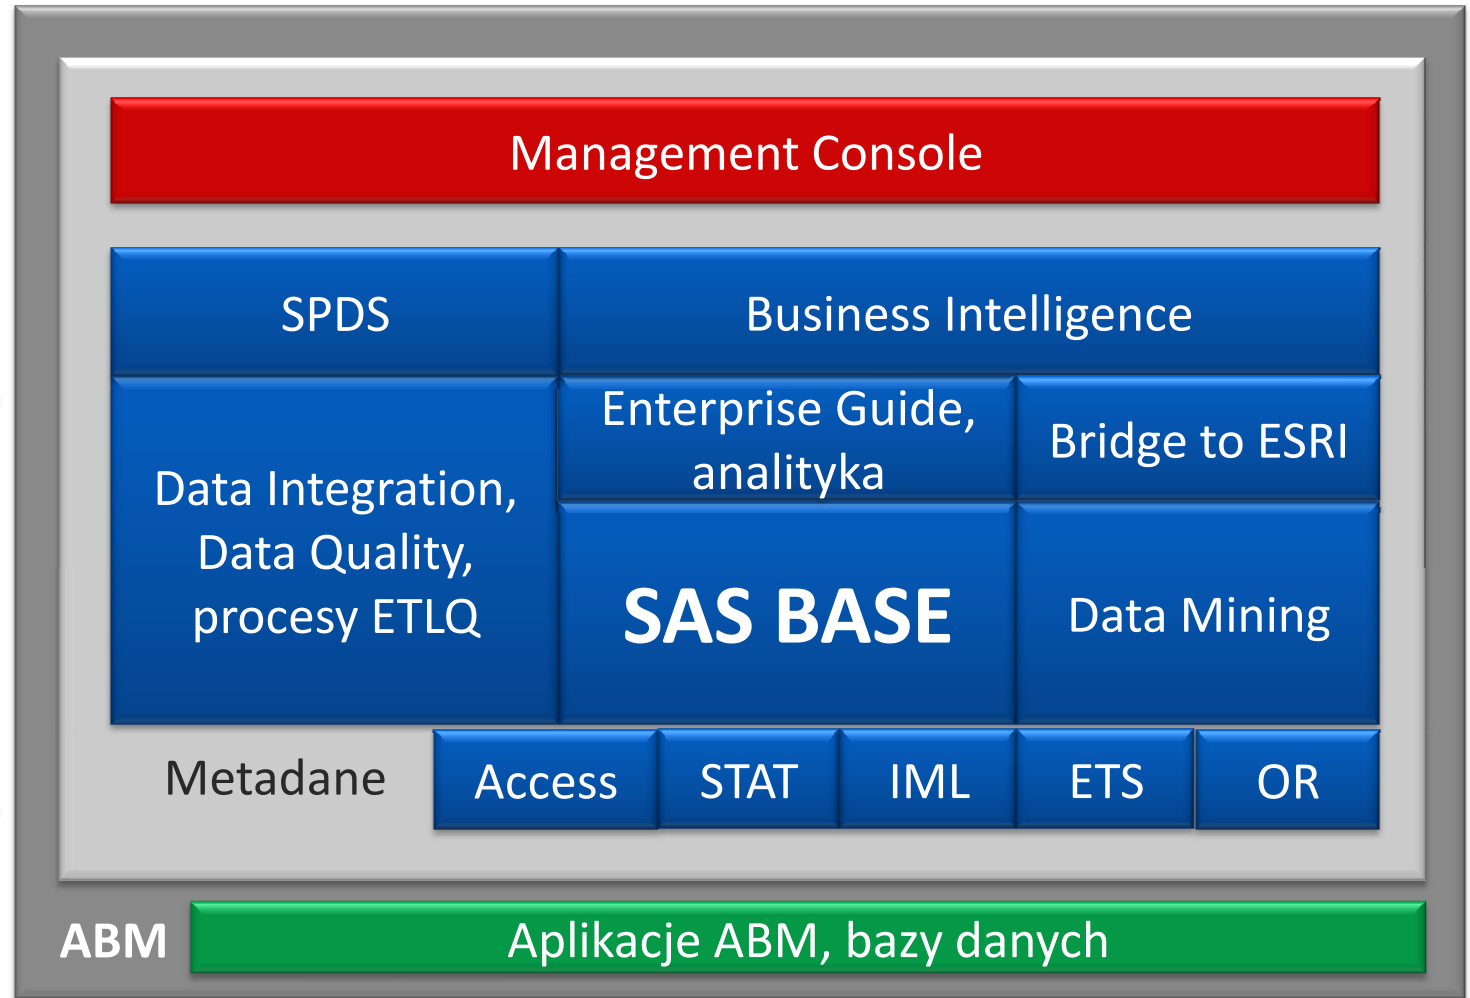 Management Console
SPDS
Business Intelligence
Data Integration,
Data Quality,
procesy ETLQ
Enterprise Guide,
analityka
Bridge to ESRI
SAS BASE
Data Mining
Metadane
Access
STAT
IML
ETS
OR
ABM
Aplikacje ABM, bazy danych